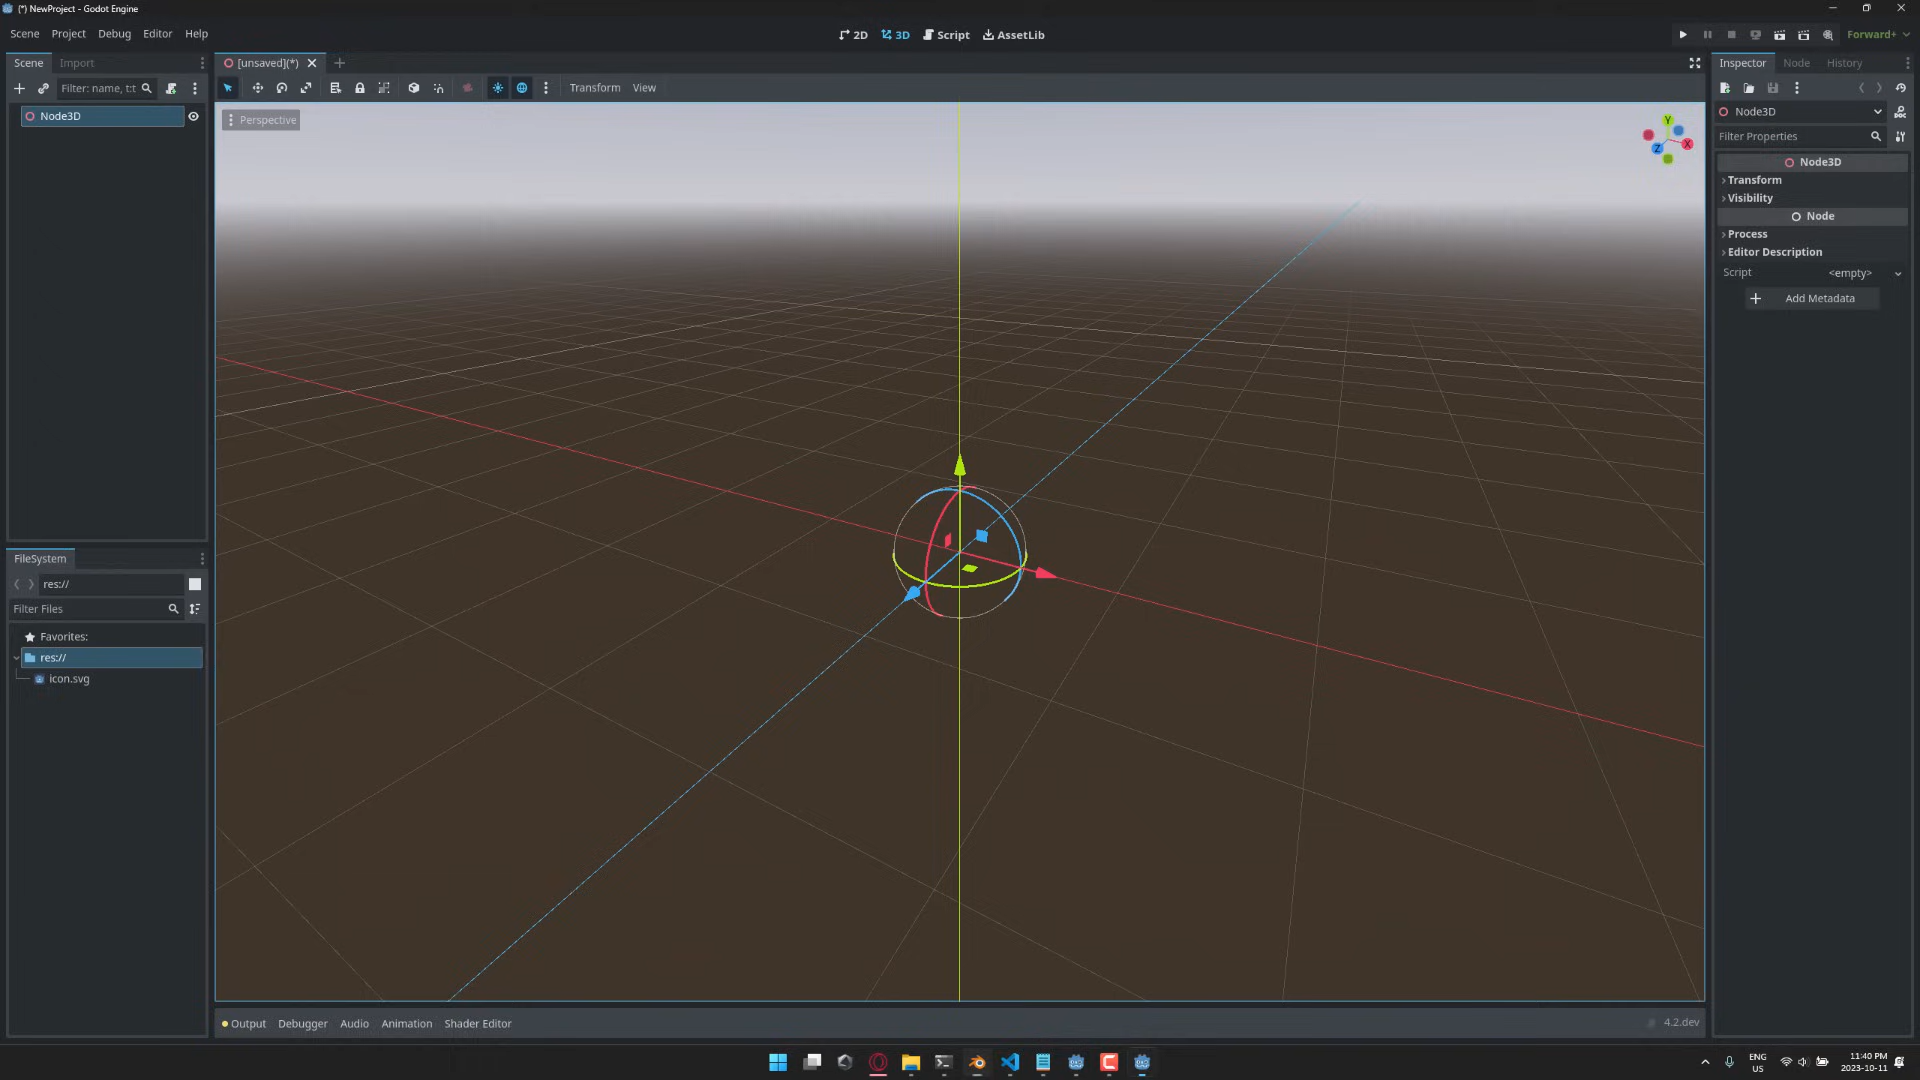 (*) NewProject - Godot Engine
Scene Project Debug Editor Help
2D 3D Script AssetLib
Forward+
Scene Import
[unsaved](*)
Inspector Node History
Filter: name, t:t
Transform View
Node3D
Perspective
Y
X
Z
Node3D
DOC
Filter Properties
Node3D
Transform
Visibility
Node
Process
Editor Description
Script <empty>
Add Metadata
FileSystem
res://
Filter Files
Favorites:
res://
icon.svg
Output Debugger Audio Animation Shader Editor
4.2.dev
ENG
US
11:40 PM
2023-10-11